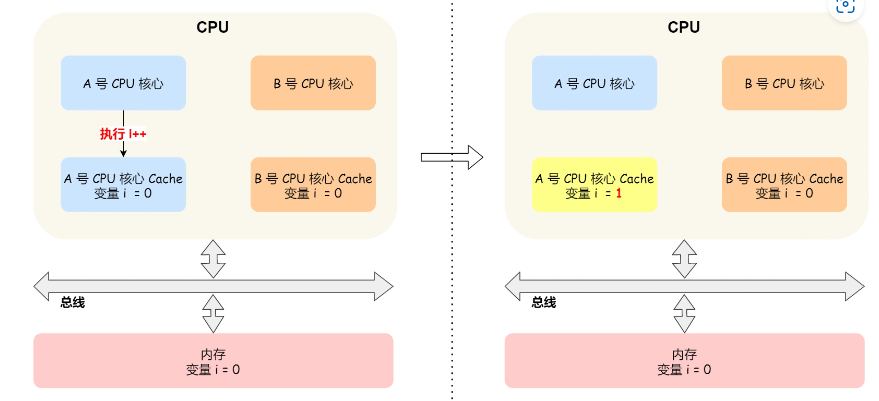 CPU
A 号 CPU 核心
B 号 CPU 核心
执行 I++
A 号 CPU 核心 Cache
变量 i = 0
B 号 CPU 核心 Cache
变量 i = 0
总线
内存
变量 i = 0
CPU
A 号 CPU 核心
B 号 CPU 核心
A 号 CPU 核心 Cache
变量 i = 1
B 号 CPU 核心 Cache
变量 i = 0
总线
内存
变量 i = 0